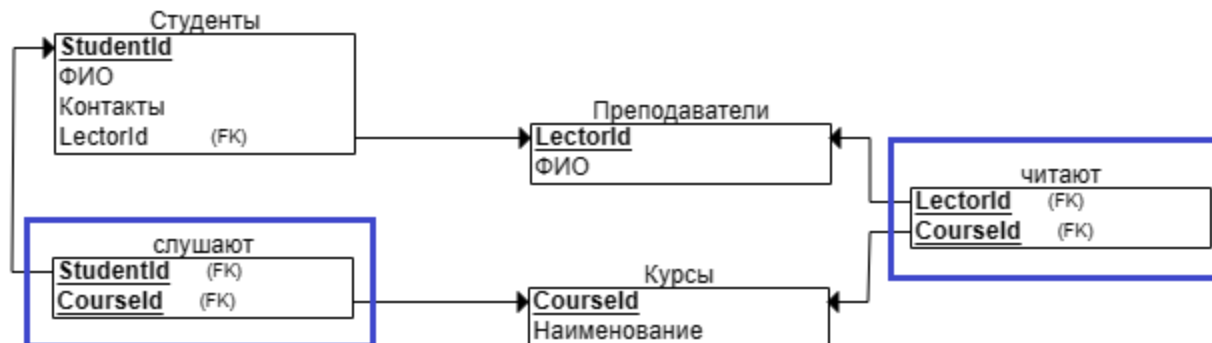 Студенты
StudentId
ФИО
Контакты
LectorId (FK)
Преподаватели
LectorId
ФИО
читают
LectorId (FK)
CourseId (FK)
слушают
StudentId (FK)
CourseId (FK)
Курсы
CourseId
Наименование